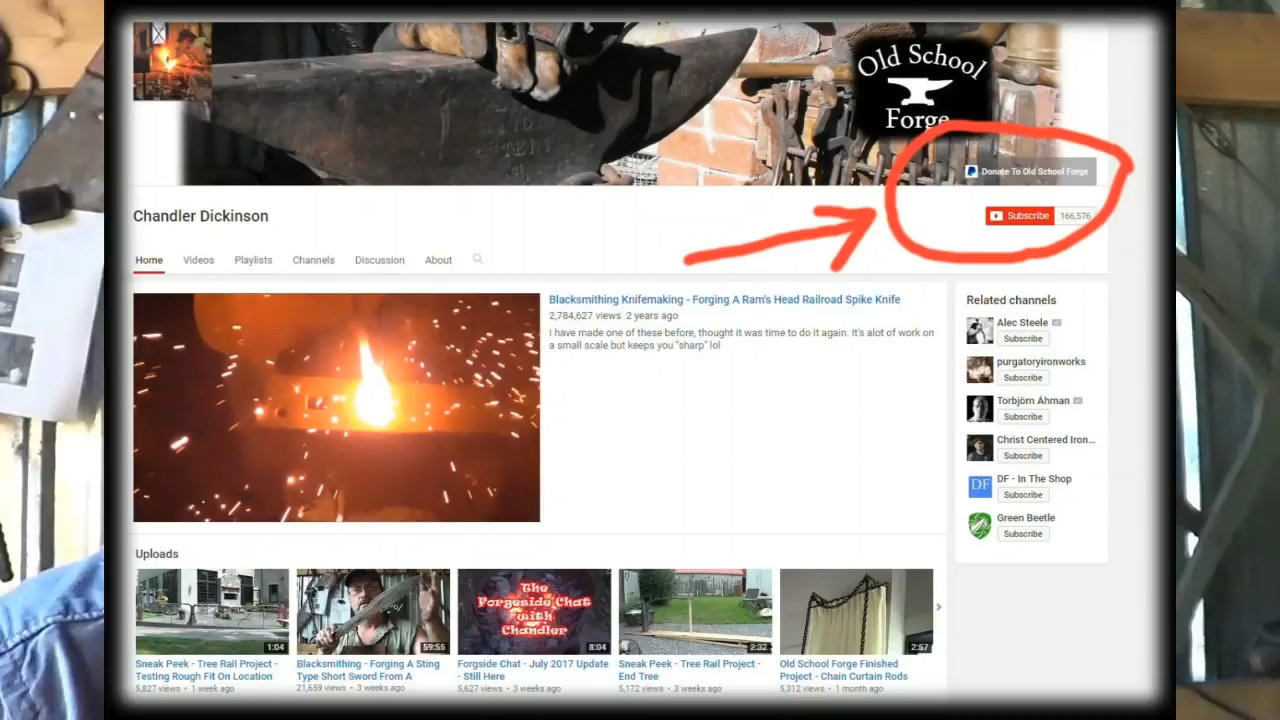 Old School
Forge
Donate To Old School Forge
Chandler Dickinson
Subscribe 166,576
Home Videos Playlists Channels Discussion About
Blacksmithing Knifemaking - Forging A Ram's Head Railroad Spike Knife
2,784,627 views 2 years ago
I have made one of these before, thought it was time to do it again. It's alot of work on
a small scale but keeps you "sharp" lol
Related channels
Alec Steele
Subscribe
purgatoryironworks
Subscribe
Torbjörn Åhman
Subscribe
Christ Centered Iron...
Subscribe
DF
DF - In The Shop
Subscribe
Green Beetle
Subscribe
Uploads
1:04
Sneak Peek - Tree Rail Project -
Testing Rough Fit On Location
5,827 views • 1 week ago
59:55
Blacksmithing - Forging A Sting
Type Short Sword From A
21,659 views • 3 weeks ago
The
Forgeside Chat
with
Chandler
8:04
Forgside Chat - July 2017 Update
- Still Here
5,627 views • 3 weeks ago
2:32
Sneak Peek - Tree Rail Project -
End Tree
5,172 views • 3 weeks ago
2:57
Old School Forge Finished
Project - Chain Curtain Rods
5,312 views • 1 month ago